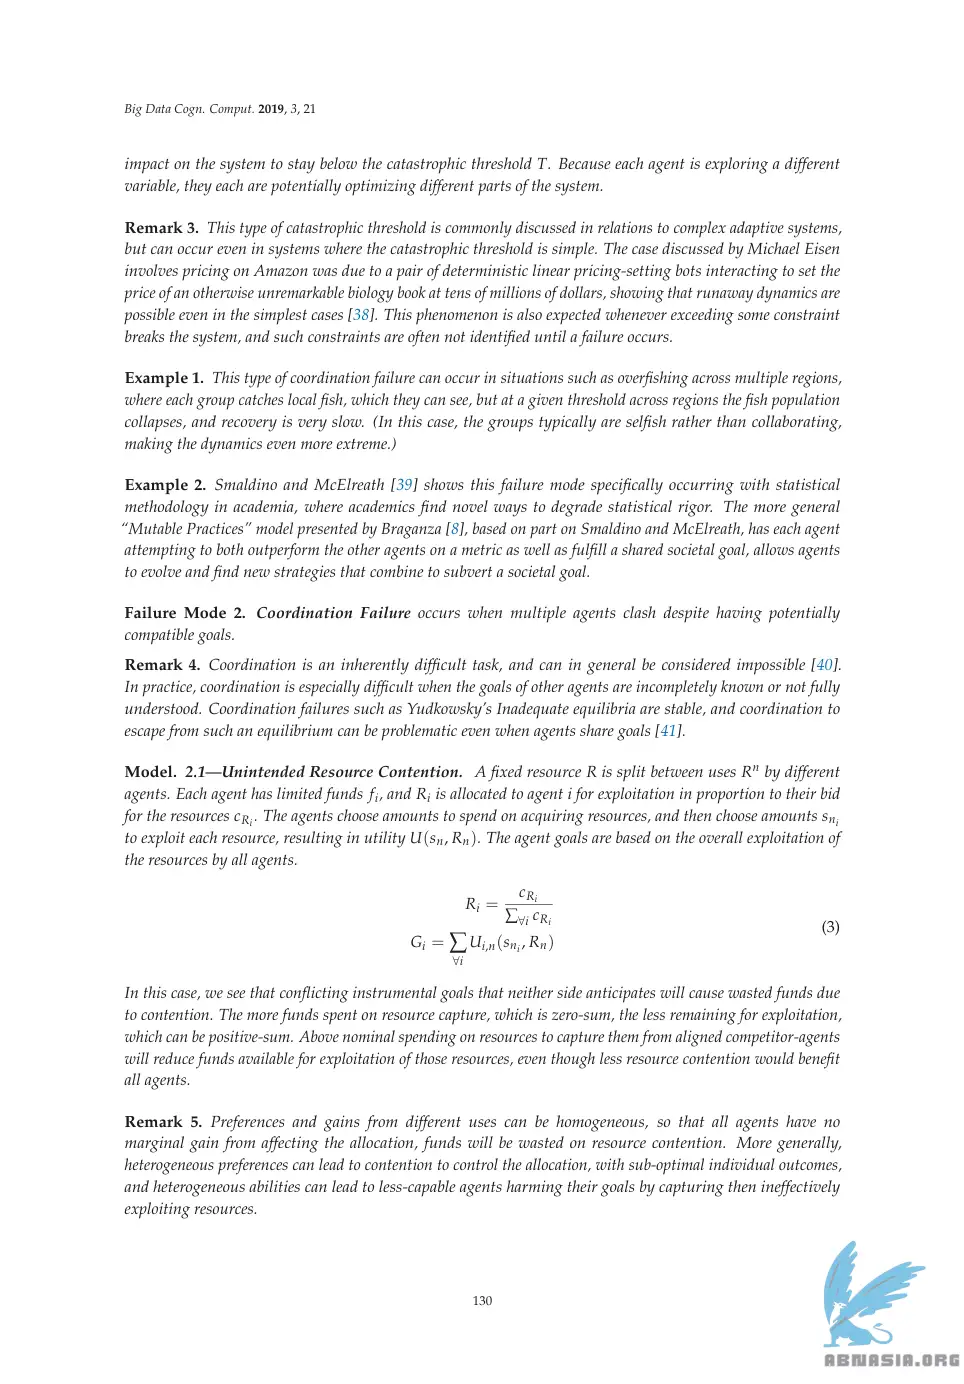 Big Data Cogn. Comput. 2019, 3, 21
impact on the system to stay below the catastrophic threshold T. Because each agent is exploring a different
variable, they each are potentially optimizing different parts of the system.
Remark 3. This type of catastrophic threshold is commonly discussed in relations to complex adaptive systems,
but can occur even in systems where the catastrophic threshold is simple. The case discussed by Michael Eisen
involves pricing on Amazon was due to a pair of deterministic linear pricing-setting bots interacting to set the
price of an otherwise unremarkable biology book at tens of millions of dollars, showing that runaway dynamics are
possible even in the simplest cases [38]. This phenomenon is also expected whenever exceeding some constraint
breaks the system, and such constraints are often not identified until a failure occurs.
Example 1. This type of coordination failure can occur in situations such as overfishing across multiple regions,
where each group catches local fish, which they can see, but at a given threshold across regions the fish population
collapses, and recovery is very slow. (In this case, the groups typically are selfish rather than collaborating,
making the dynamics even more extreme.)
Example 2. Smaldino and McElreath [39] shows this failure mode specifically occurring with statistical
methodology in academia, where academics find novel ways to degrade statistical rigor. The more general
“Mutable Practices” model presented by Braganza [8], based on part on Smaldino and McElreath, has each agent
attempting to both outperform the other agents on a metric as well as fulfill a shared societal goal, allows agents
to evolve and find new strategies that combine to subvert a societal goal.
Failure Mode 2. Coordination Failure occurs when multiple agents clash despite having potentially
compatible goals.
Remark 4. Coordination is an inherently difficult task, and can in general be considered impossible [40].
In practice, coordination is especially difficult when the goals of other agents are incompletely known or not fully
understood. Coordination failures such as Yudkowsky's Inadequate equilibria are stable, and coordination to
escape from such an equilibrium can be problematic even when agents share goals [41].
Model. 2.1—Unintended Resource Contention. A fixed resource R is split between uses R^n by different
agents. Each agent has limited funds f_i, and R_i is allocated to agent i for exploitation in proportion to their bid
for the resources c_{R_i}. The agents choose amounts to spend on acquiring resources, and then choose amounts s_{n_i}
to exploit each resource, resulting in utility U(s_n, R_n). The agent goals are based on the overall exploitation of
the resources by all agents.
R_i = c_{R_i} / ∑_{∀i} c_{R_i}
G_i = ∑_{∀i} U_{i,n}(s_{n_i}, R_n)
(3)
In this case, we see that conflicting instrumental goals that neither side anticipates will cause wasted funds due
to contention. The more funds spent on resource capture, which is zero-sum, the less remaining for exploitation,
which can be positive-sum. Above nominal spending on resources to capture them from aligned competitor-agents
will reduce funds available for exploitation of those resources, even though less resource contention would benefit
all agents.
Remark 5. Preferences and gains from different uses can be homogeneous, so that all agents have no
marginal gain from affecting the allocation, funds will be wasted on resource contention. More generally,
heterogeneous preferences can lead to contention to control the allocation, with sub-optimal individual outcomes,
and heterogeneous abilities can lead to less-capable agents harming their goals by capturing then ineffectively
exploiting resources.
130
ABNASIA.ORG